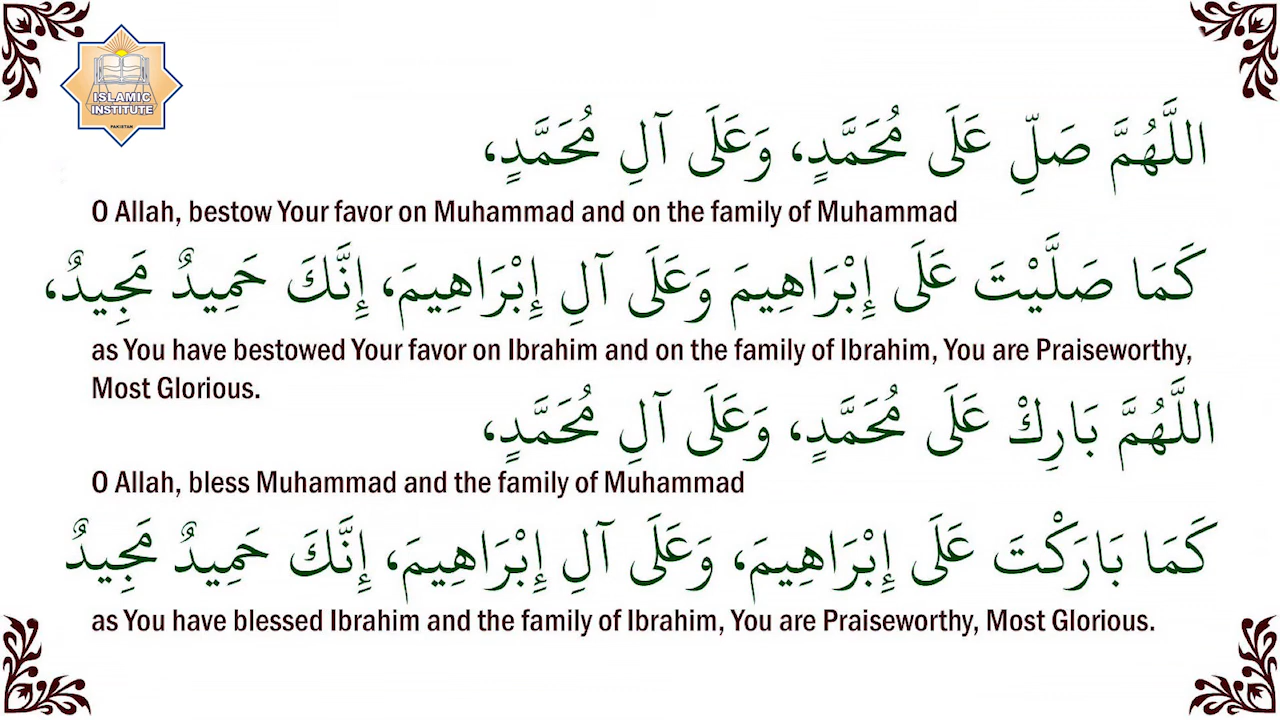 ISLAMIC
INSTITUTE
PAKISTAN
اللَّهُمَّ صَلِّ عَلَى مُحَمَّدٍ، وَعَلَى آلِ مُحَمَّدٍ،
O Allah, bestow Your favor on Muhammad and on the family of Muhammad
كَمَا صَلَّيْتَ عَلَى إِبْرَاهِيمَ وَعَلَى آلِ إِبْرَاهِيمَ، إِنَّكَ حَمِيدٌ مَجِيدٌ،
as You have bestowed Your favor on Ibrahim and on the family of Ibrahim, You are Praiseworthy,
Most Glorious.
اللَّهُمَّ بَارِكْ عَلَى مُحَمَّدٍ، وَعَلَى آلِ مُحَمَّدٍ،
O Allah, bless Muhammad and the family of Muhammad
كَمَا بَارَكْتَ عَلَى إِبْرَاهِيمَ، وَعَلَى آلِ إِبْرَاهِيمَ، إِنَّكَ حَمِيدٌ مَجِيدٌ
as You have blessed Ibrahim and the family of Ibrahim, You are Praiseworthy, Most Glorious.